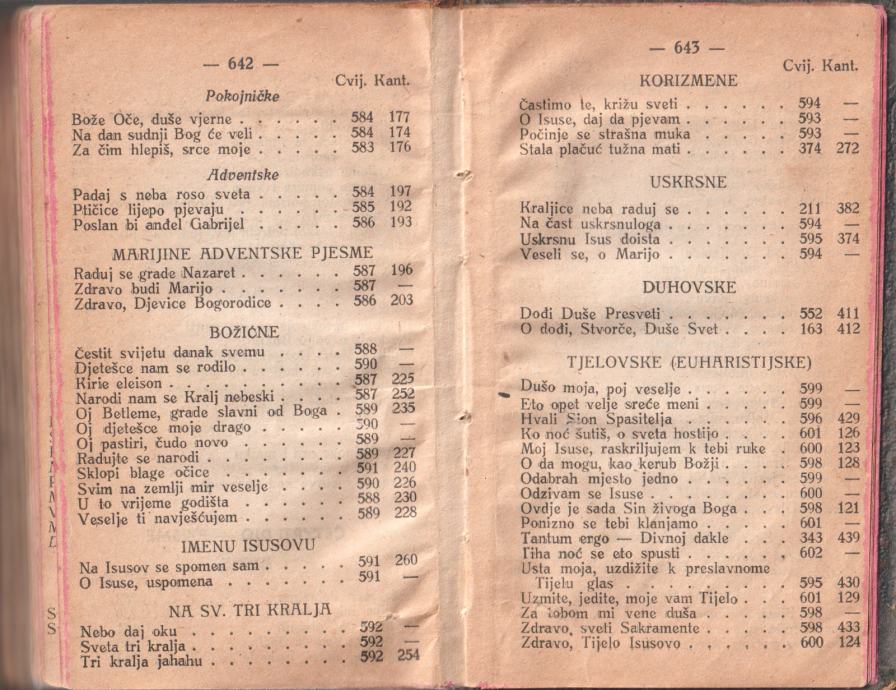 — 642 —
Cvij. Kant.
Pokojničke
Bože Oče, duše vjerne . . . . . . 584 177
Na dan sudnji Bog će veli . . . . . 584 174
Za čim hlepiš, srce moje . . . . . 583 176
Adventske
Padaj s neba roso sveta . . . . . 584 197
Ptičice lijepo pjevaju . . . . . . 585 192
Poslan bi anđel Gabrijel . . . . . 586 193
MARIJINE ADVENTSKE PJESME
Raduj se grade Nazaret . . . . . . 587 196
Zdravo budi Marijo . . . . . . . 587 —
Zdravo, Djevice Bogorodice . . . . 586 203
BOŽIĆNE
Čestit svijetu danak svemu . . . . 588 —
Djetešce nam se rodilo . . . . . . 590 —
Kirie eleison . . . . . . . . . 587 225
Narodi nam se Kralj nebeski . . . . 587 252
Oj Betleme, grade slavni od Boga . 589 235
Oj djetešce moje drago . . . . . 590 —
Oj pastiri, čudo novo . . . . . . 589 —
Radujte se narodi . . . . . . . 589 227
Sklopi blage očice . . . . . . . 591 240
Svim na zemlji mir veselje . . . . 590 226
U to vrijeme godišta . . . . . . 588 230
Veselje ti navješćujem . . . . . . 589 228
IMENU ISUSOVU
Na Isusov se spomen sam . . . . . 591 260
O Isuse, uspomena . . . . . . . 591 —
NA SV. TRI KRALJA
Nebo daj oku . . . . . . . . . 592 —
Sveta tri kralja . . . . . . . . 592 —
Tri kralja jahahu . . . . . . . . 592 254
— 643 —
Cvij. Kant.
KORIZMENE
Častimo te, križu sveti . . . . . . 594 —
O Isuse, daj da pjevam . . . . . . 593 —
Počinje se strašna muka . . . . . 593 —
Stala plačuć tužna mati . . . . . . 374 272
USKRSNE
Kraljice neba raduj se . . . . . . 211 382
Na čast uskrsnuloga . . . . . . . 594 —
Uskrsnu Isus doista . . . . . . . 595 374
Veseli se, o Marijo . . . . . . . 594 —
DUHOVSKE
Dođi Duše Presveti . . . . . . . 552 411
O dođi, Stvorče, Duše Svet . . . . 163 412
TJELOVSKE (EUHARISTIJSKE)
Dušo moja, poj veselje . . . . . . 599 —
Eto opet velje sreće meni . . . . . 599 —
Hvali Sion Spasitelja . . . . . . 596 429
Ko noć šutiš, o sveta hostijo . . . . 601 126
Moj Isuse, raskriljujem k tebi ruke . 600 123
O da mogu, kao kerub Božji . . . . 598 128
Odabrah mjesto jedno . . . . . . 599 —
Odzivam se Isuse . . . . . . . . 600 —
Ovdje je sada Sin živoga Boga . . . 598 121
Ponizno se tebi klanjamo . . . . . 601 —
Tantum ergo — Divnoj dakle . . . 343 439
Tiha noć se eto spusti . . . . . . 602 —
Usta moja, uzdižite k preslavnome
Tijelu glas . . . . . . . . . 595 430
Uzmite, jedite, moje vam Tijelo . . . 601 129
Za tobom mi vene duša . . . . . . 598 —
Zdravo, sveti Sakramente . . . . . 598 433
Zdravo, Tijelo Isusovo . . . . . . 600 124